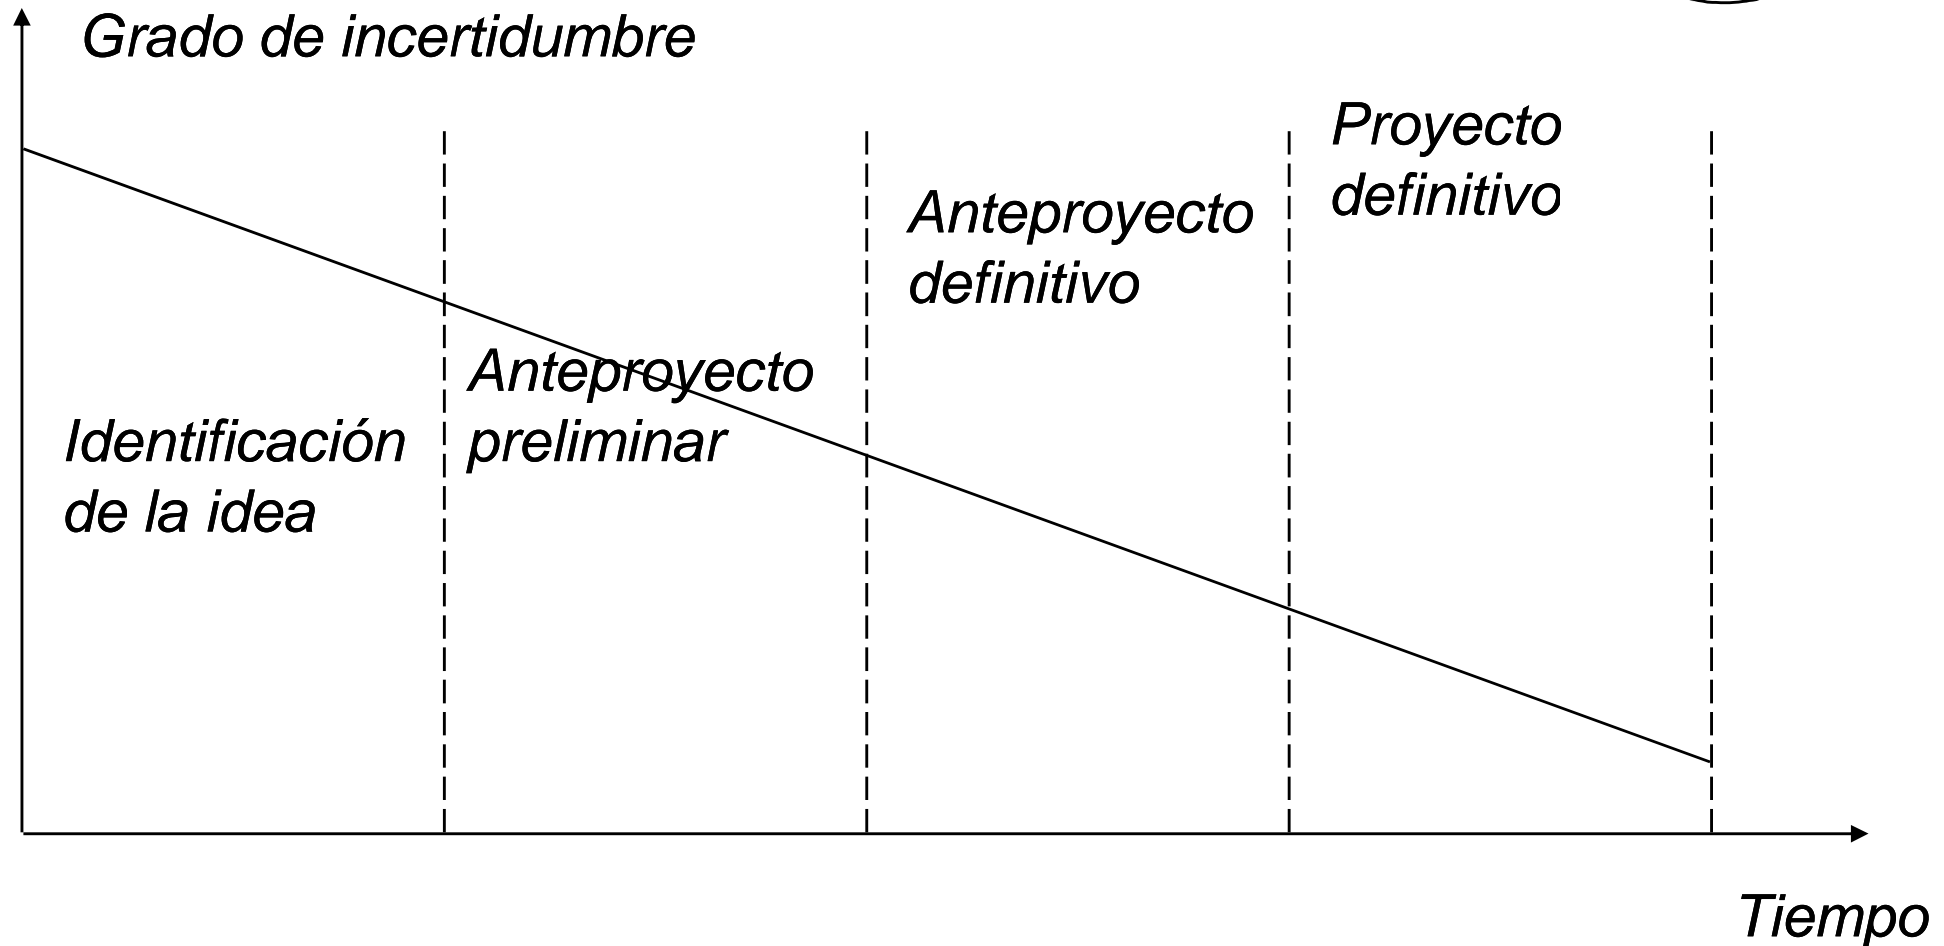 Grado de incertidumbre
Identificación
de la idea
Anteproyecto
preliminar
Anteproyecto
definitivo
Proyecto
definitivo
Tiempo